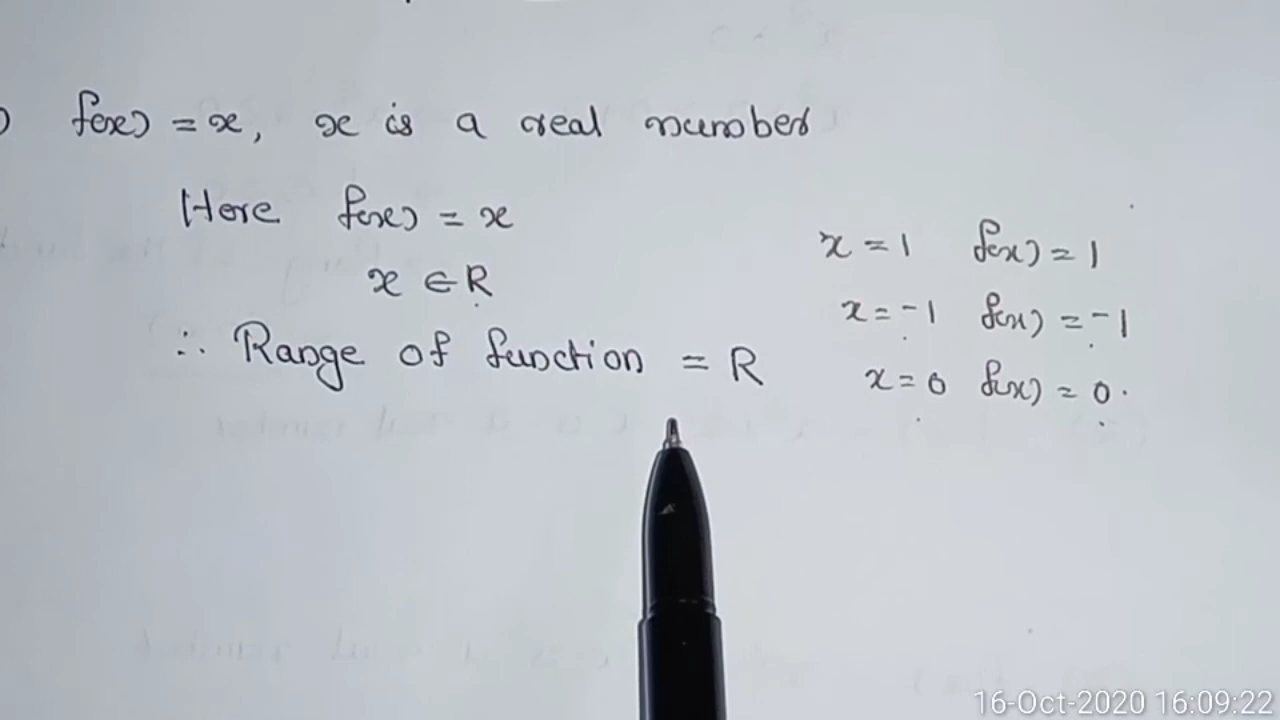 ) f(x) = x, x is a real number
Here f(x) = x
x ∈ R
∴ Range of function = R
x = 1 f(x) = 1
x = -1 f(x) = -1
x = 0 f(x) = 0.
16-Oct-2020 16:09:22